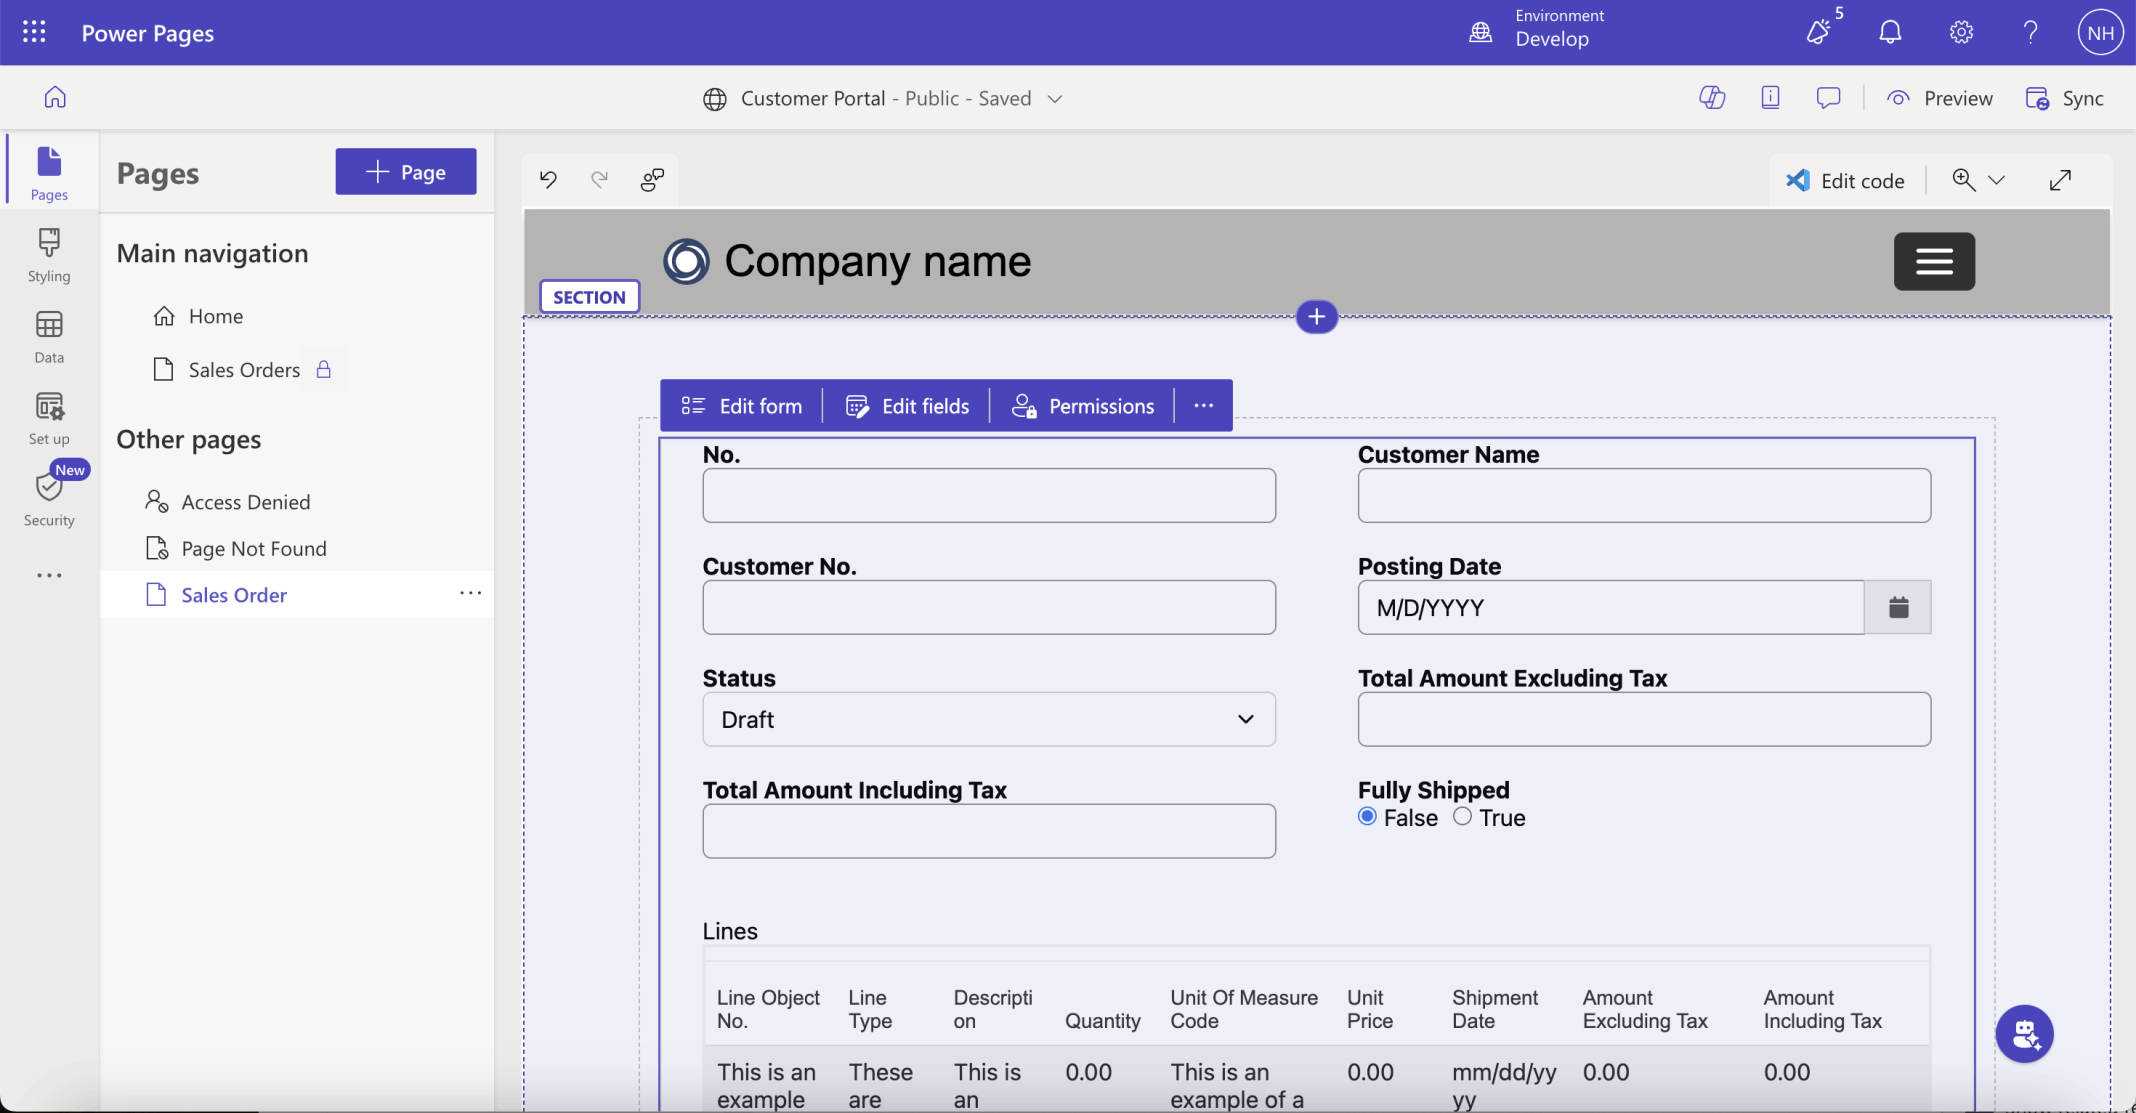 Power Pages
Environment
Develop
5
NH
Customer Portal - Public - Saved
Preview
Sync
Pages
Styling
Data
Set up
New
Security
Pages
Page
Main navigation
Home
Sales Orders
Other pages
Access Denied
Page Not Found
Sales Order
Edit code
Company name
SECTION
Edit form
Edit fields
Permissions
No.
Customer Name
Customer No.
Posting Date
M/D/YYYY
Status
Total Amount Excluding Tax
Draft
Total Amount Including Tax
Fully Shipped
False
True
Lines
Line Object
No.
Line
Type
Descripti
on
Quantity
Unit Of Measure
Code
Unit
Price
Shipment
Date
Amount
Excluding Tax
Amount
Including Tax
This is an
example
These
are
This is
an
0.00
This is an
example of a
0.00
mm/dd/yy
yy
0.00
0.00